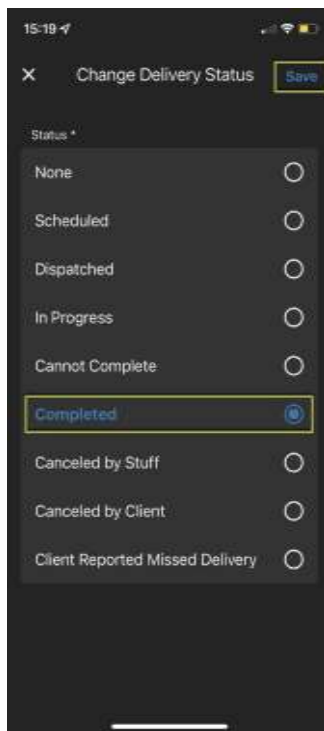 15:19
Change Delivery Status
Save
Status *
None
Scheduled
Dispatched
In Progress
Cannot Complete
Completed
Canceled by Stuff
Canceled by Client
Client Reported Missed Delivery